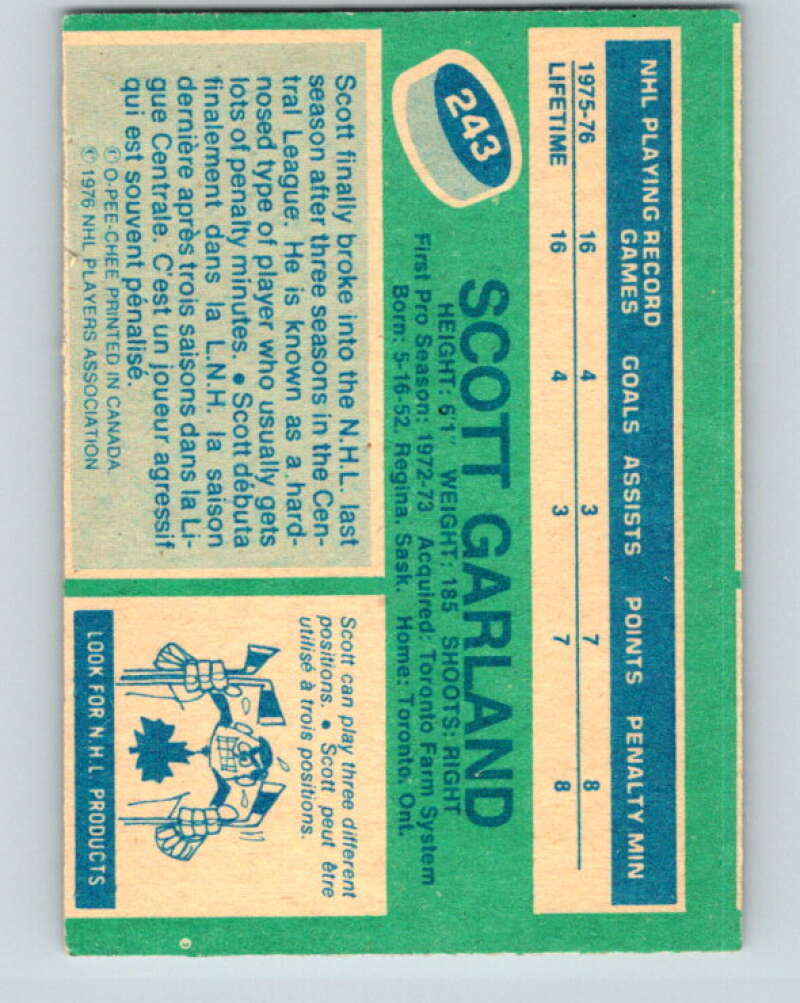 NHL PLAYING RECORD
GAMES GOALS ASSISTS POINTS PENALTY MIN
1975-76 16 4 3 7 8
LIFETIME 16 4 3 7 8
243
SCOTT GARLAND
HEIGHT: 6'1" WEIGHT: 185 SHOOTS: RIGHT
First Pro Season: 1972-73 Acquired: Toronto Farm System
Born: 5-16-52, Regina, Sask. Home: Toronto, Ont.
Scott finally broke into the N.H.L. last
season after three seasons in the Cen-
tral League. He is known as a hard-
nosed type of player who usually gets
lots of penalty minutes. • Scott débuta
finalement dans la L.N.H. la saison
dernière après trois saisons dans la Li-
gue Centrale. C'est un joueur agressif
qui est souvent pénalisé.
© O-PEE-CHEE PRINTED IN CANADA
© 1976 NHL PLAYERS ASSOCIATION
Scott can play three different
positions. • Scott peut être
utilisé à trois positions.
LOOK FOR N.H.L. PRODUCTS